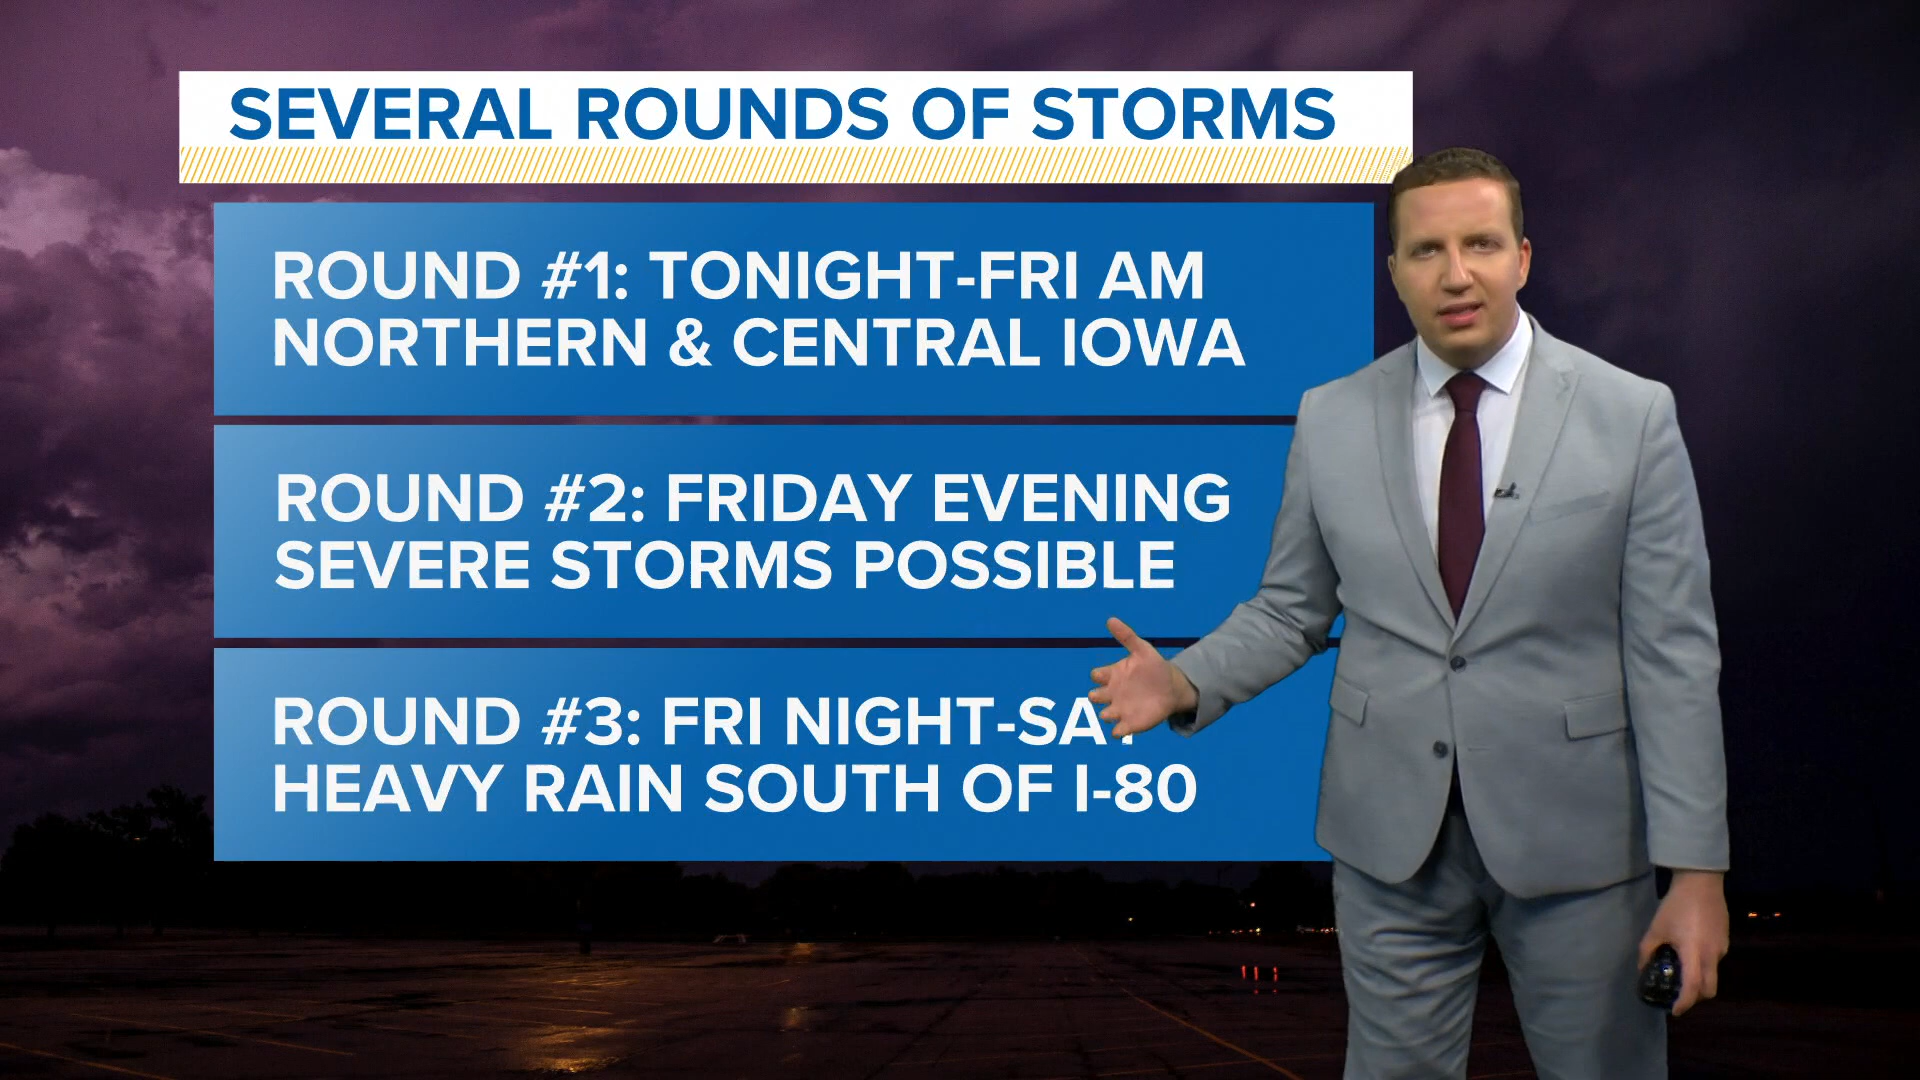 SEVERAL ROUNDS OF STORMS
ROUND #1: TONIGHT-FRI AM
NORTHERN & CENTRAL IOWA
ROUND #2: FRIDAY EVENING
SEVERE STORMS POSSIBLE
ROUND #3: FRI NIGHT-SAT
HEAVY RAIN SOUTH OF I-80